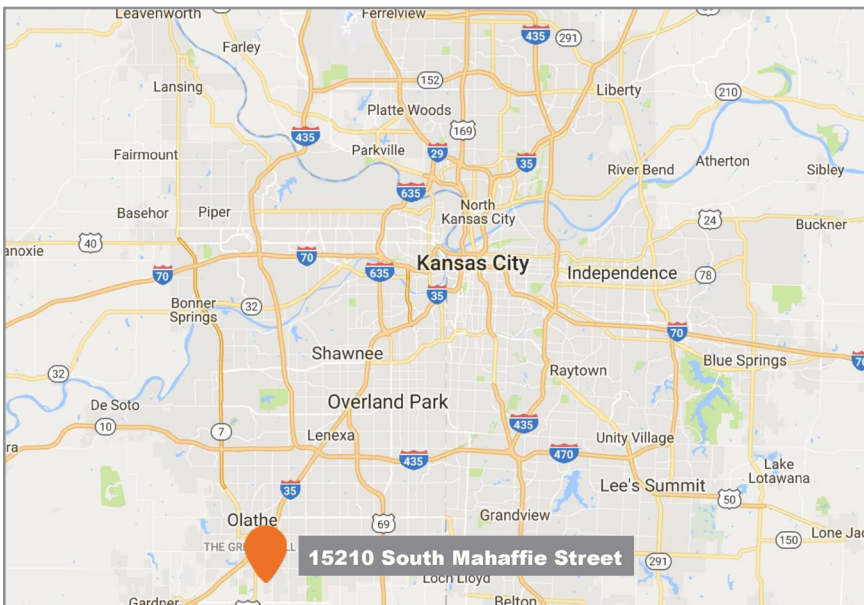 Leavenworth
Ferrelview
Farley
435
291
Lansing
152
Liberty
210
Platte Woods
169
435
29
35
Fairmount
Parkville
River Bend
Atherton
Sibley
635
North
Kansas City
Basehor
Piper
24
Buckner
40
anoxie
70
70
635
Kansas City
Independence
78
35
Bonner
Springs
32
70
Shawnee
Blue Springs
32
Raytown
De Soto
Overland Park
10
7
Lenexa
435
Unity Village
435
470
Lake
Lotawana
35
Lee's Summit
50
Olathe
69
Grandview
150
Lone Jac
15210 South Mahaffie Street
291
Loch Lloyd
Gardner
Belton